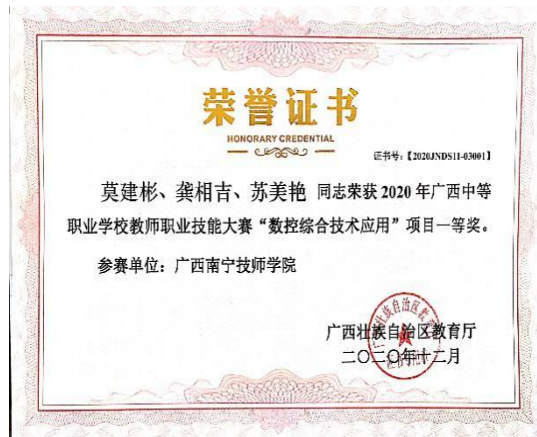 荣誉证书
HONORARY CREDENTIAL
证书号：【2020JNDS11-03001】
莫建彬、龚相吉、苏美艳 同志荣获 2020 年广西中等
职业学校教师职业技能大赛“数控综合技术应用”项目一等奖。
参赛单位：广西南宁技师学院
广西壮族自治区教育厅
二〇二〇年十二月